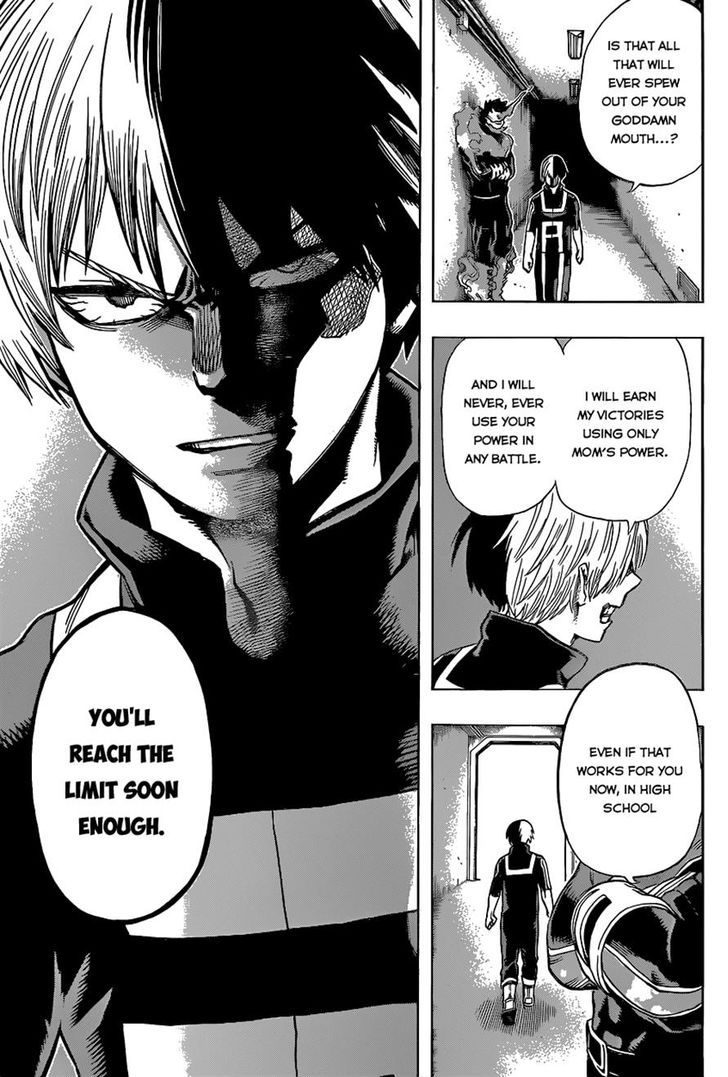 IS THAT ALL
THAT WILL
EVER SPEW
OUT OF YOUR
GODDAMN
MOUTH...?
I WILL EARN
MY VICTORIES
USING ONLY
MOM'S POWER.
AND I WILL
NEVER, EVER
USE YOUR
POWER IN
ANY BATTLE.
EVEN IF THAT
WORKS FOR YOU
NOW, IN HIGH
SCHOOL
YOU'LL
REACH THE
LIMIT SOON
ENOUGH.